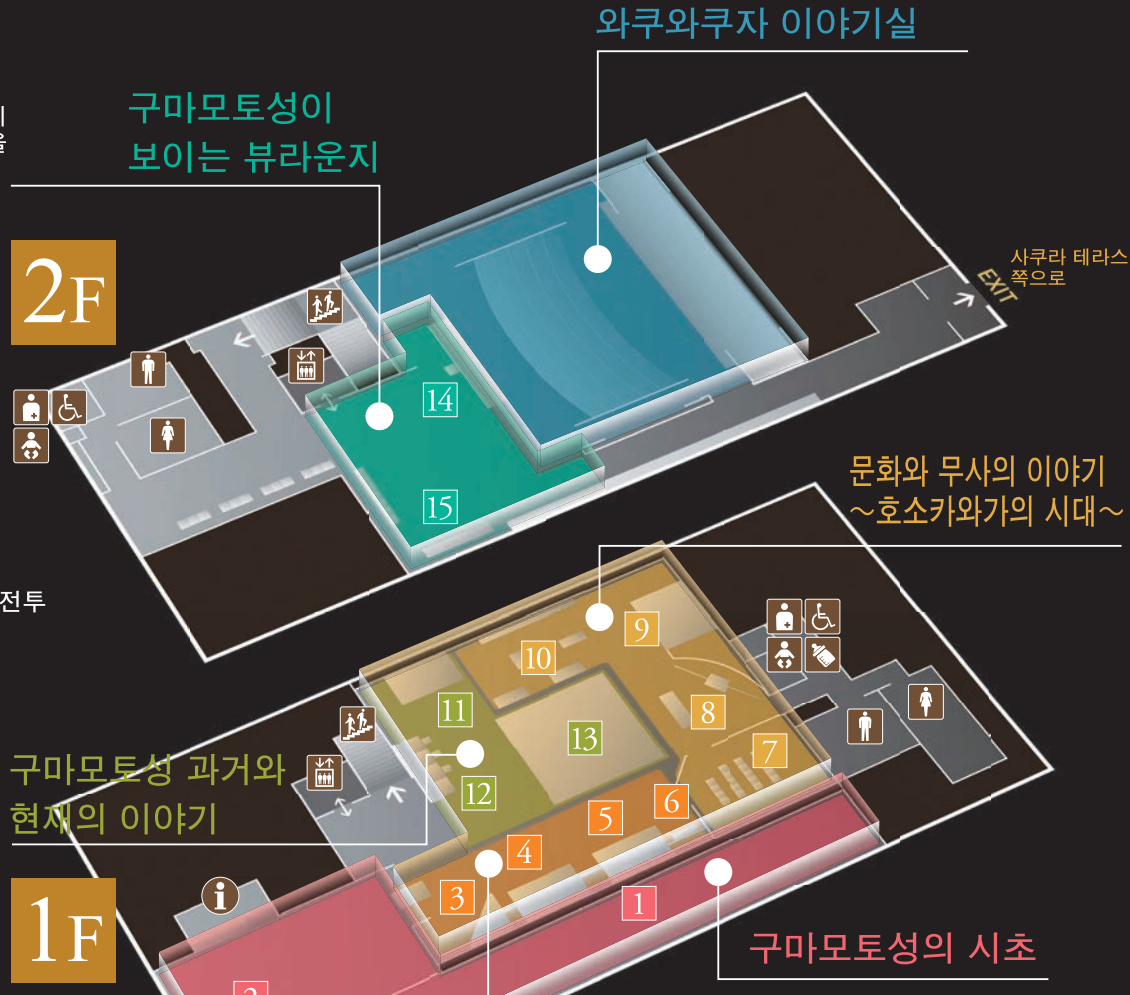 와쿠와쿠자 이야기실
구마모토성이
보이는 뷰라운지
을
2F
사쿠라 테라스
쪽으로
EXIT
14
15
문화와 무사의 이야기
～호소카와가의 시대～
전투
9
10
11
8
13
7
구마모토성 과거와
현재의 이야기
12
6
5
4
3
1F
i
1
구마모토성의 시초